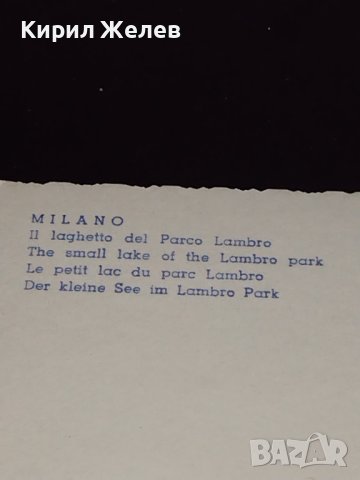 Кирил Желев
MILANO
Il laghetto del Parco Lambro
The small lake of the Lambro park
Le petit lac du parc Lambro
Der kleine See im Lambro Park
BAZAR